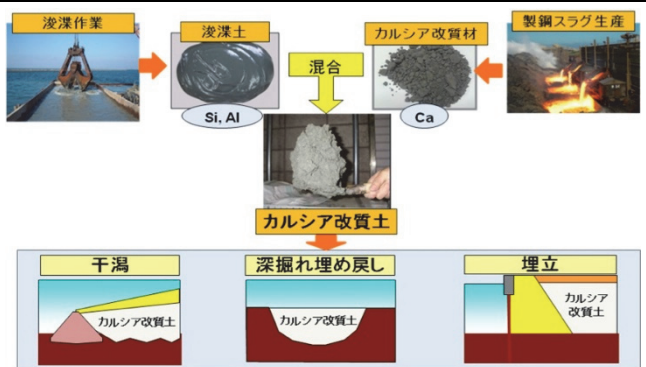 浚渫作業
浚渫土
カルシア改質材
製鋼スラグ生産
混合
Si, Al
Ca
カルシア改質土
干潟
深掘れ埋め戻し
埋立
カルシア改質土
カルシア改質土
カルシア
改質土